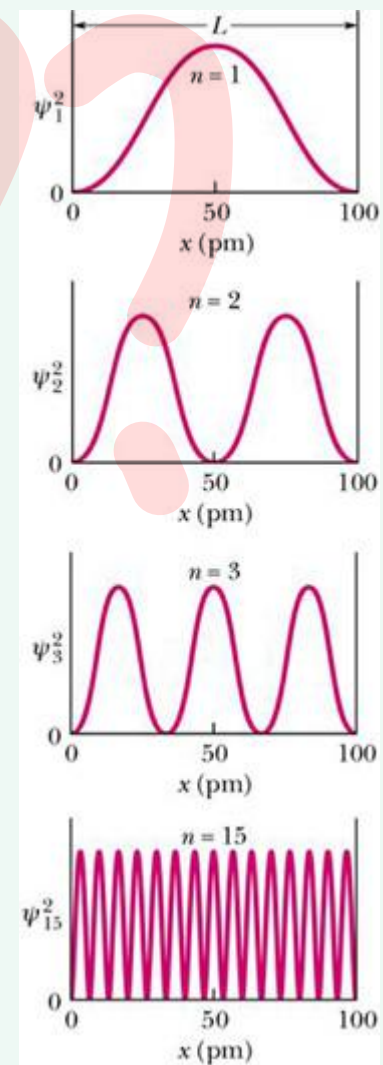 L
n = 1
ψ₁²
0
0 50 100
x (pm)
n = 2
ψ₂²
0
0 50 100
x (pm)
n = 3
ψ₃²
0
0 50 100
x (pm)
n = 15
ψ₁₅²
0
0 50 100
x (pm)